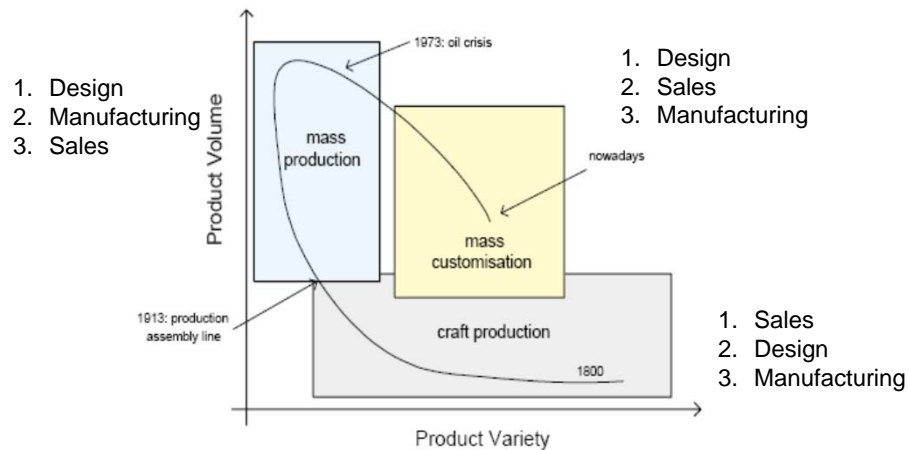 1973: oil crisis
1. Design
2. Manufacturing
3. Sales
1. Design
2. Sales
3. Manufacturing
mass
production
nowadays
mass
customisation
Product Volume
1913: production
assembly line
craft production
1800
1. Sales
2. Design
3. Manufacturing
Product Variety